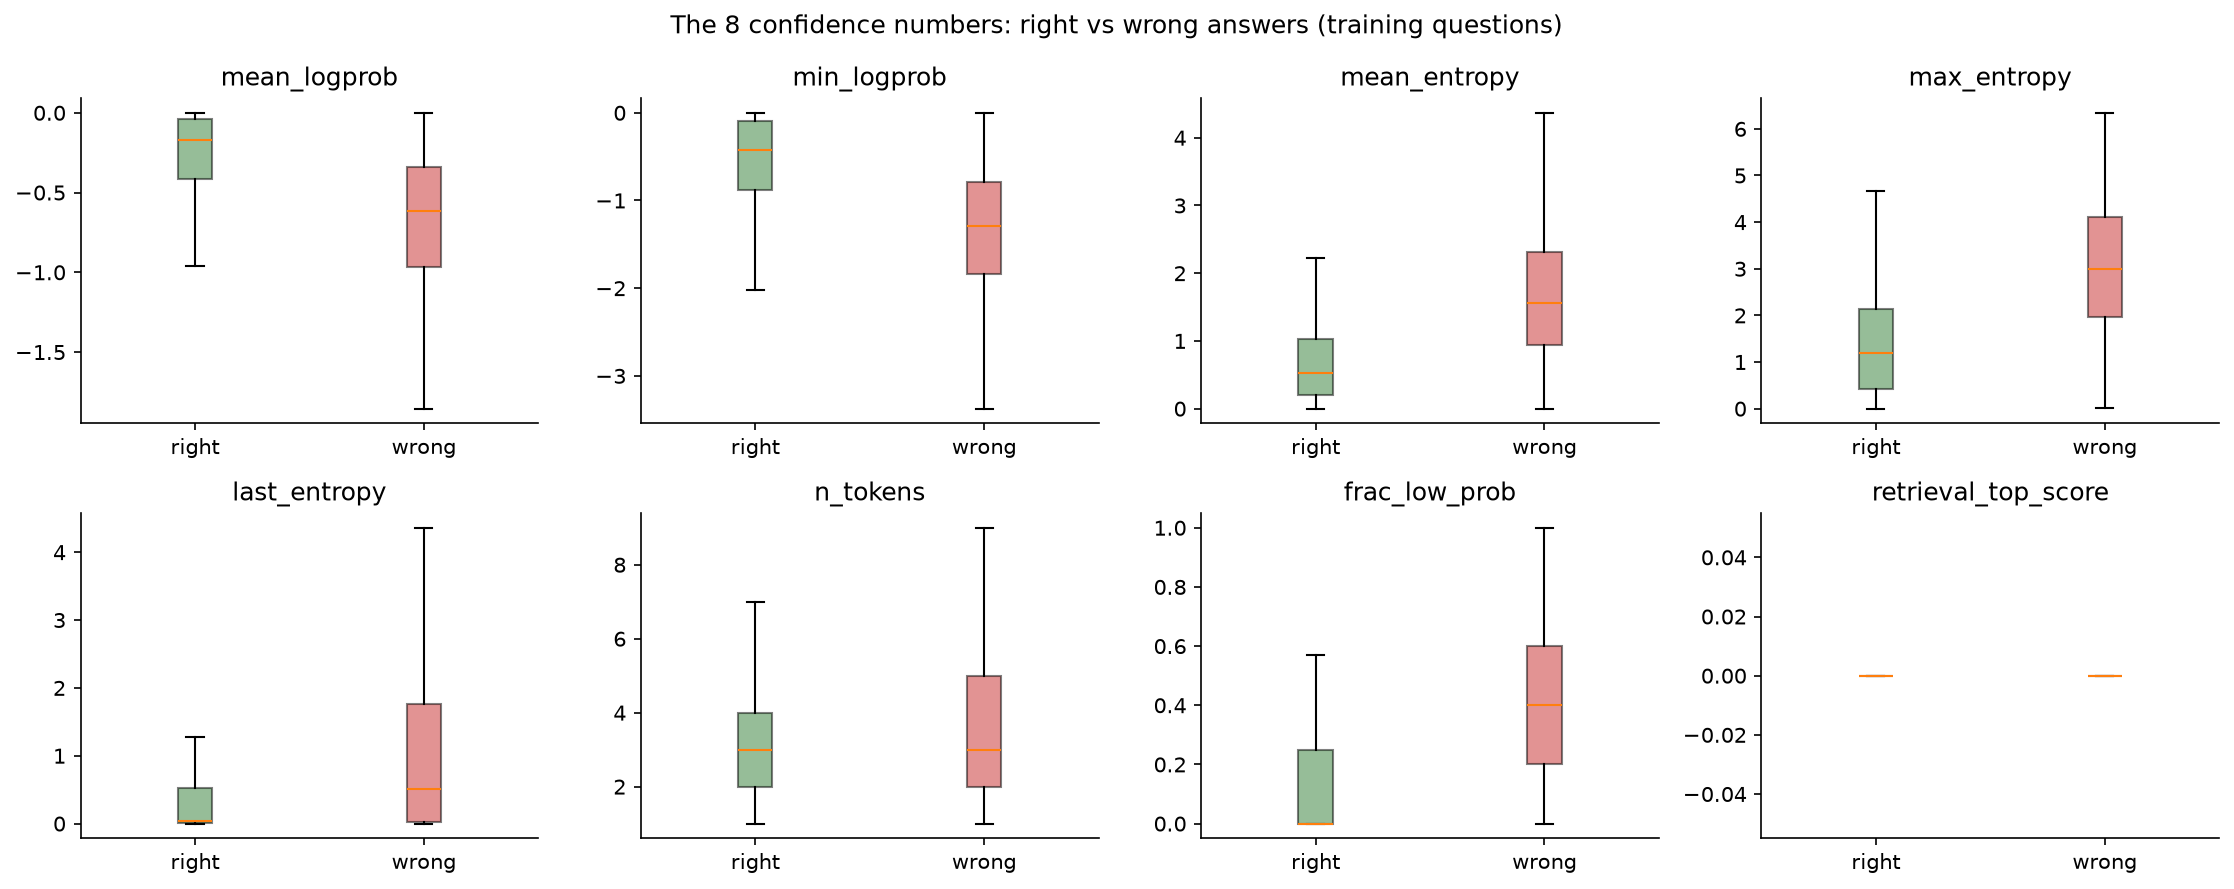 The 8 confidence numbers: right vs wrong answers (training questions)
mean_logprob
0.0
−0.5
−1.0
−1.5
right
wrong
min_logprob
0
−1
−2
−3
right
wrong
mean_entropy
4
3
2
1
0
right
wrong
max_entropy
6
5
4
3
2
1
0
right
wrong
last_entropy
4
3
2
1
0
right
wrong
n_tokens
8
6
4
2
right
wrong
frac_low_prob
1.0
0.8
0.6
0.4
0.2
0.0
right
wrong
retrieval_top_score
0.04
0.02
0.00
−0.02
−0.04
right
wrong